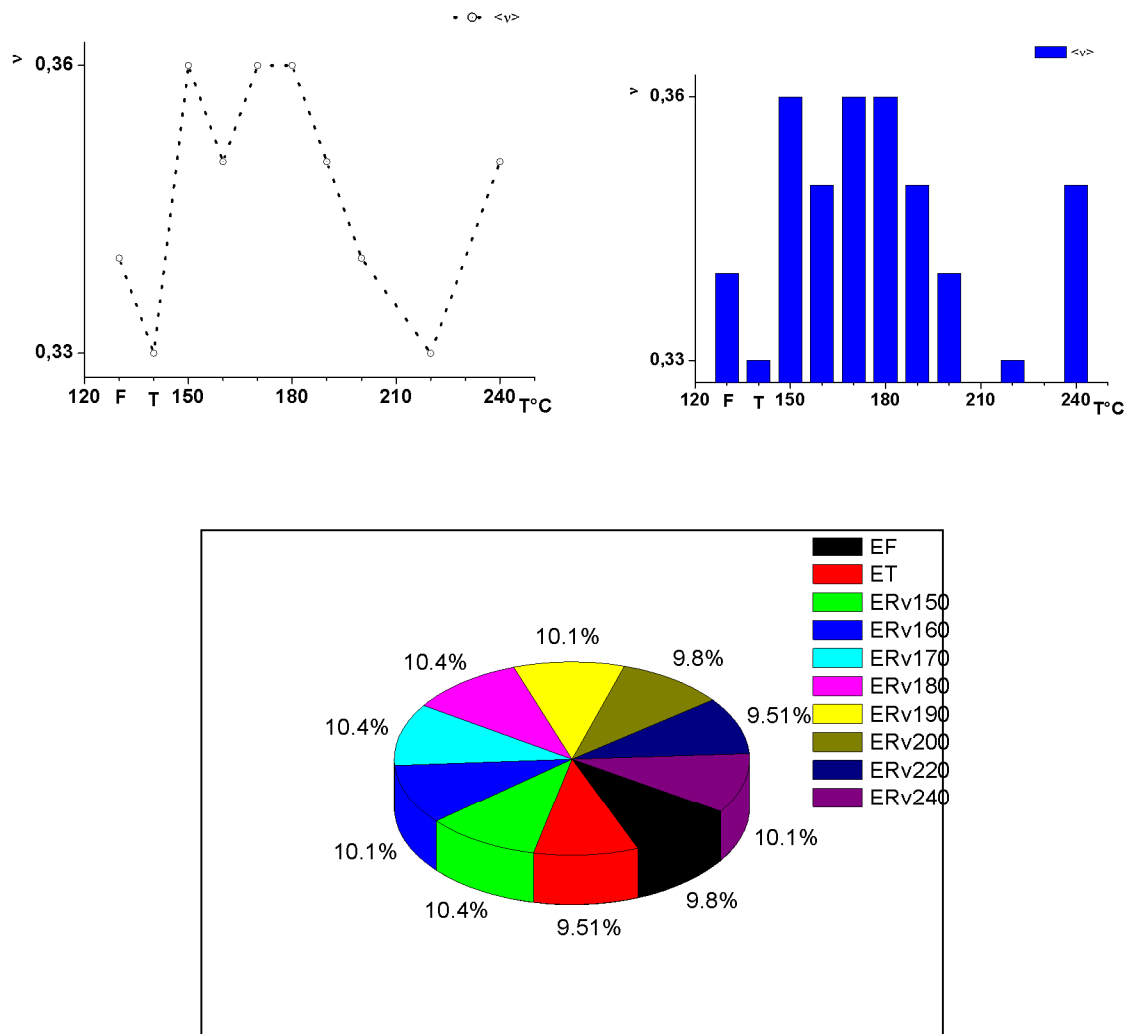 <ν>
ν
0,36
0,33
120 F T 150 180 210 240 T°C
<ν>
ν
0,36
0,33
120 F T 150 180 210 240 T°C
EF
ET
ERv150
ERv160
ERv170
ERv180
ERv190
ERv200
ERv220
ERv240
10.1%
10.4%
9.8%
10.4%
9.51%
10.1%
10.1%
10.4%
9.51%
9.8%